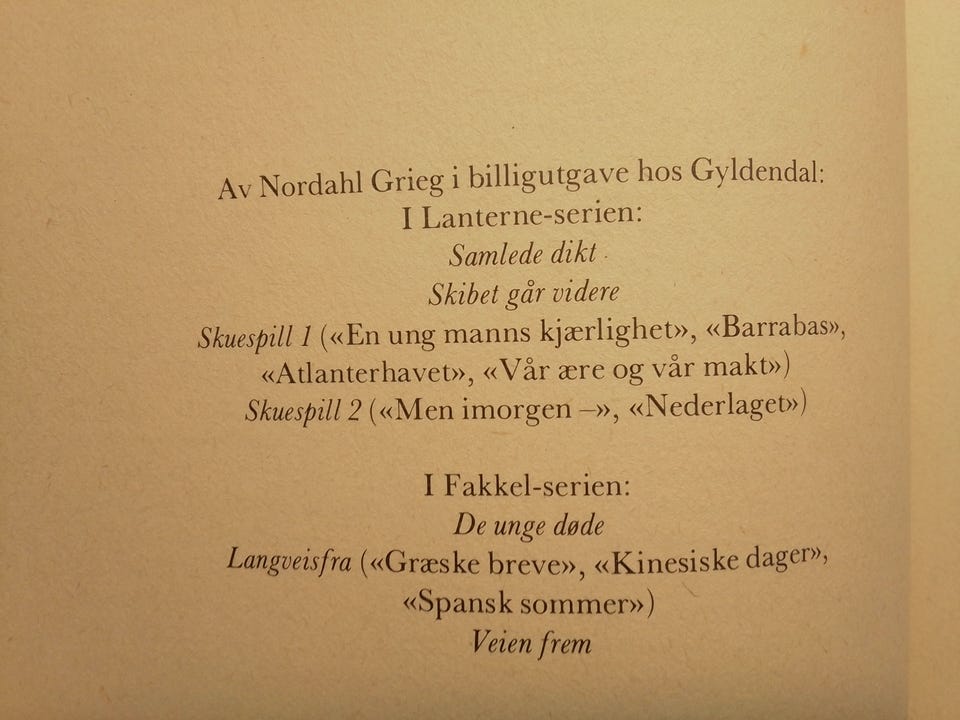 Av Nordahl Grieg i billigutgave hos Gyldendal:
I Lanterne-serien:
Samlede dikt
Skibet går videre
Skuespill 1 («En ung manns kjærlighet», «Barrabas»,
«Atlanterhavet», «Vår ære og vår makt»)
Skuespill 2 («Men imorgen –», «Nederlaget»)
I Fakkel-serien:
De unge døde
Langveisfra («Græske breve», «Kinesiske dager»,
«Spansk sommer»)
Veien frem